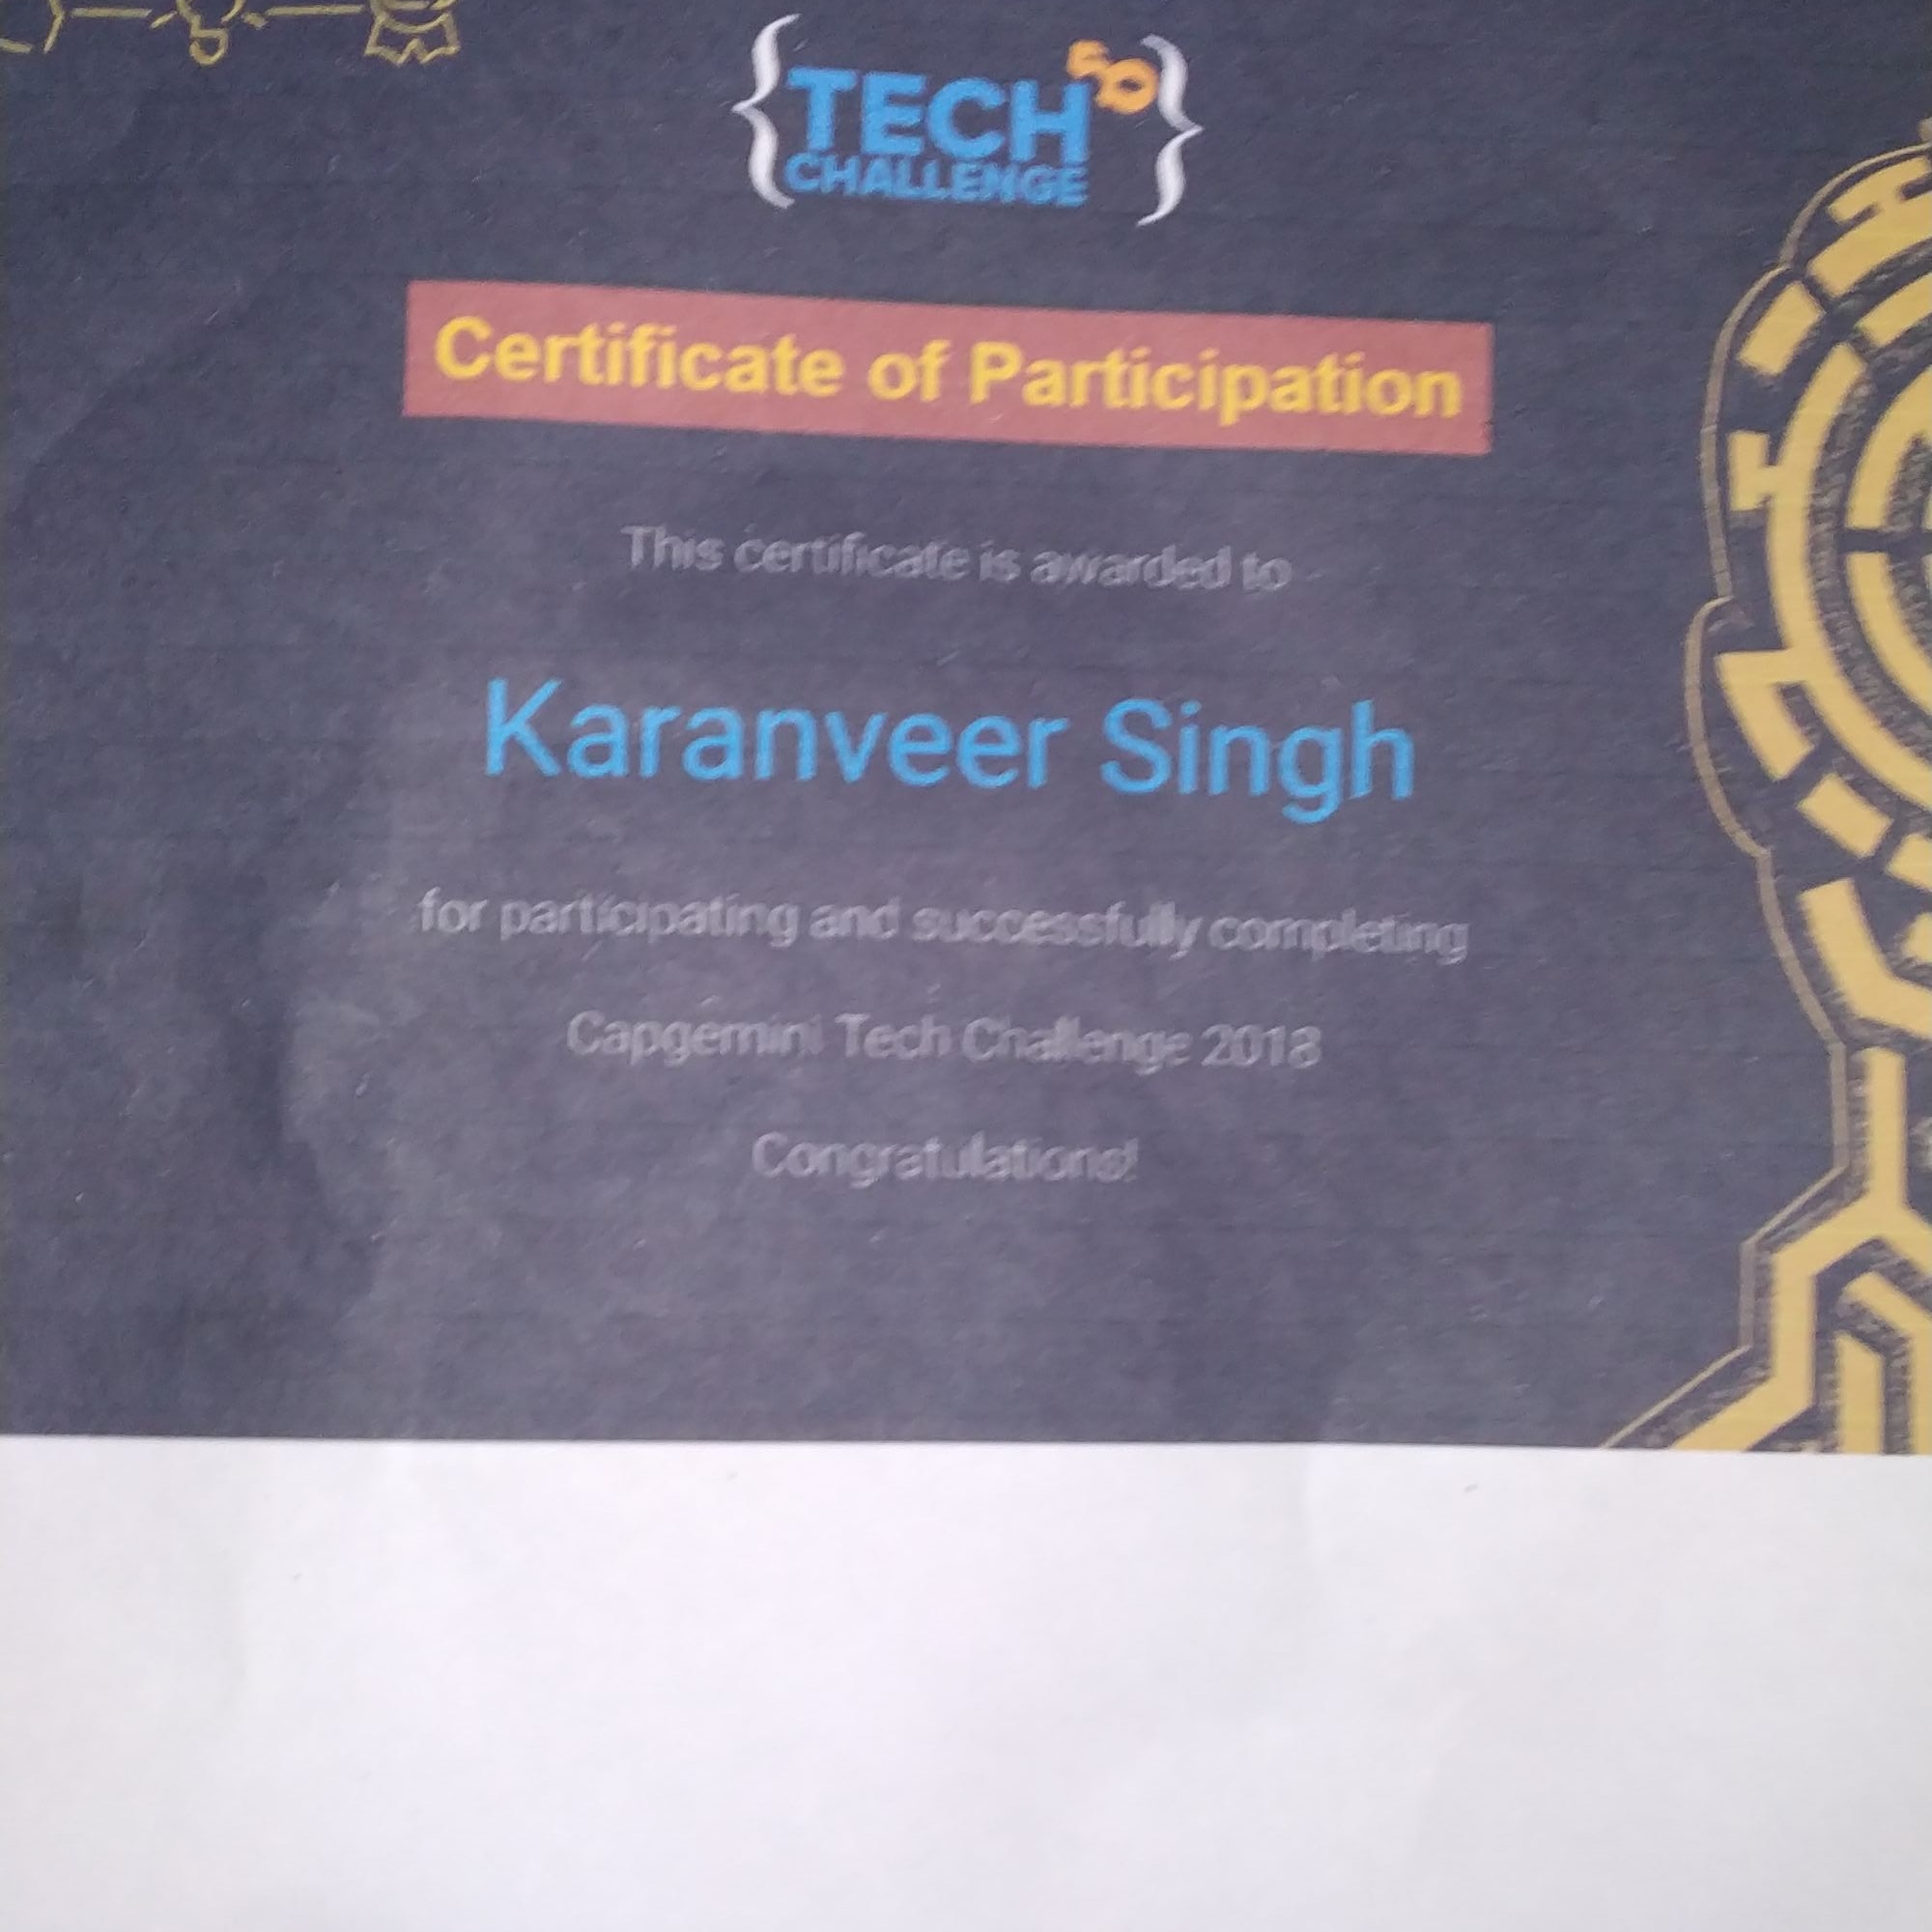 {TECH 50}
CHALLENGE
Certificate of Participation
This certificate is awarded to
Karanveer Singh
for participating and successfully completing
Capgemini Tech Challenge 2018
Congratulations!